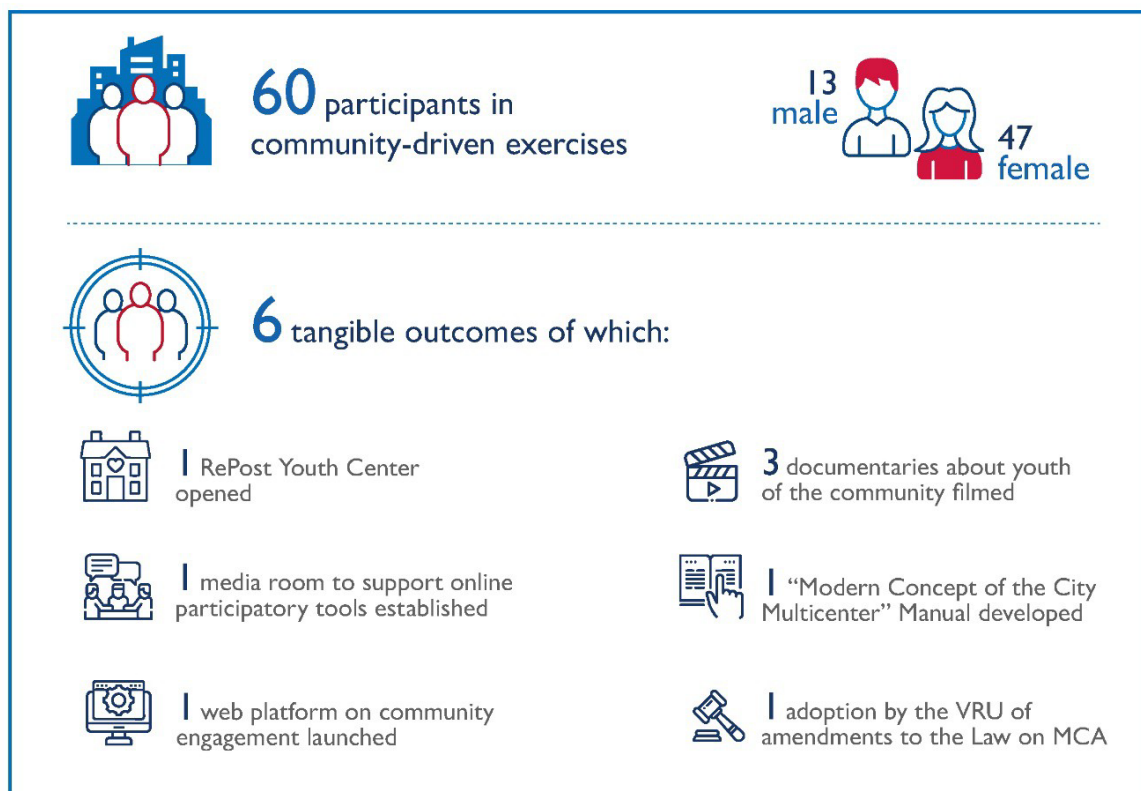 60 participants in
community-driven exercises
13
male
47
female
6 tangible outcomes of which:
1 RePost Youth Center
opened
3 documentaries about youth
of the community filmed
1 media room to support online
participatory tools established
1 “Modern Concept of the City
Multicenter” Manual developed
1 web platform on community
engagement launched
1 adoption by the VRU of
amendments to the Law on MCA